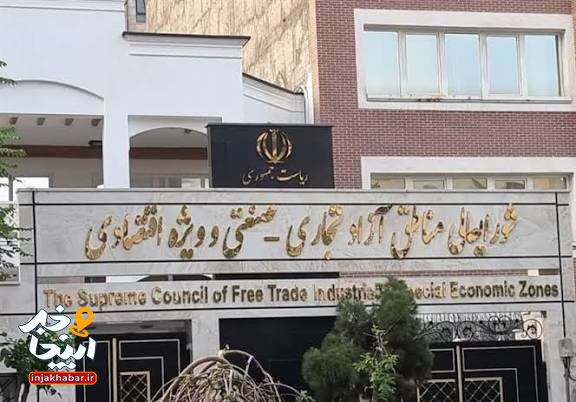 ریاست جمهوری
شورایعالی مناطق آزاد تجاری - صنعتی و ویژه اقتصادی
The Supreme Council of Free Trade Industrial Special Economic Zones
اینجا خبر
injakhabar.ir